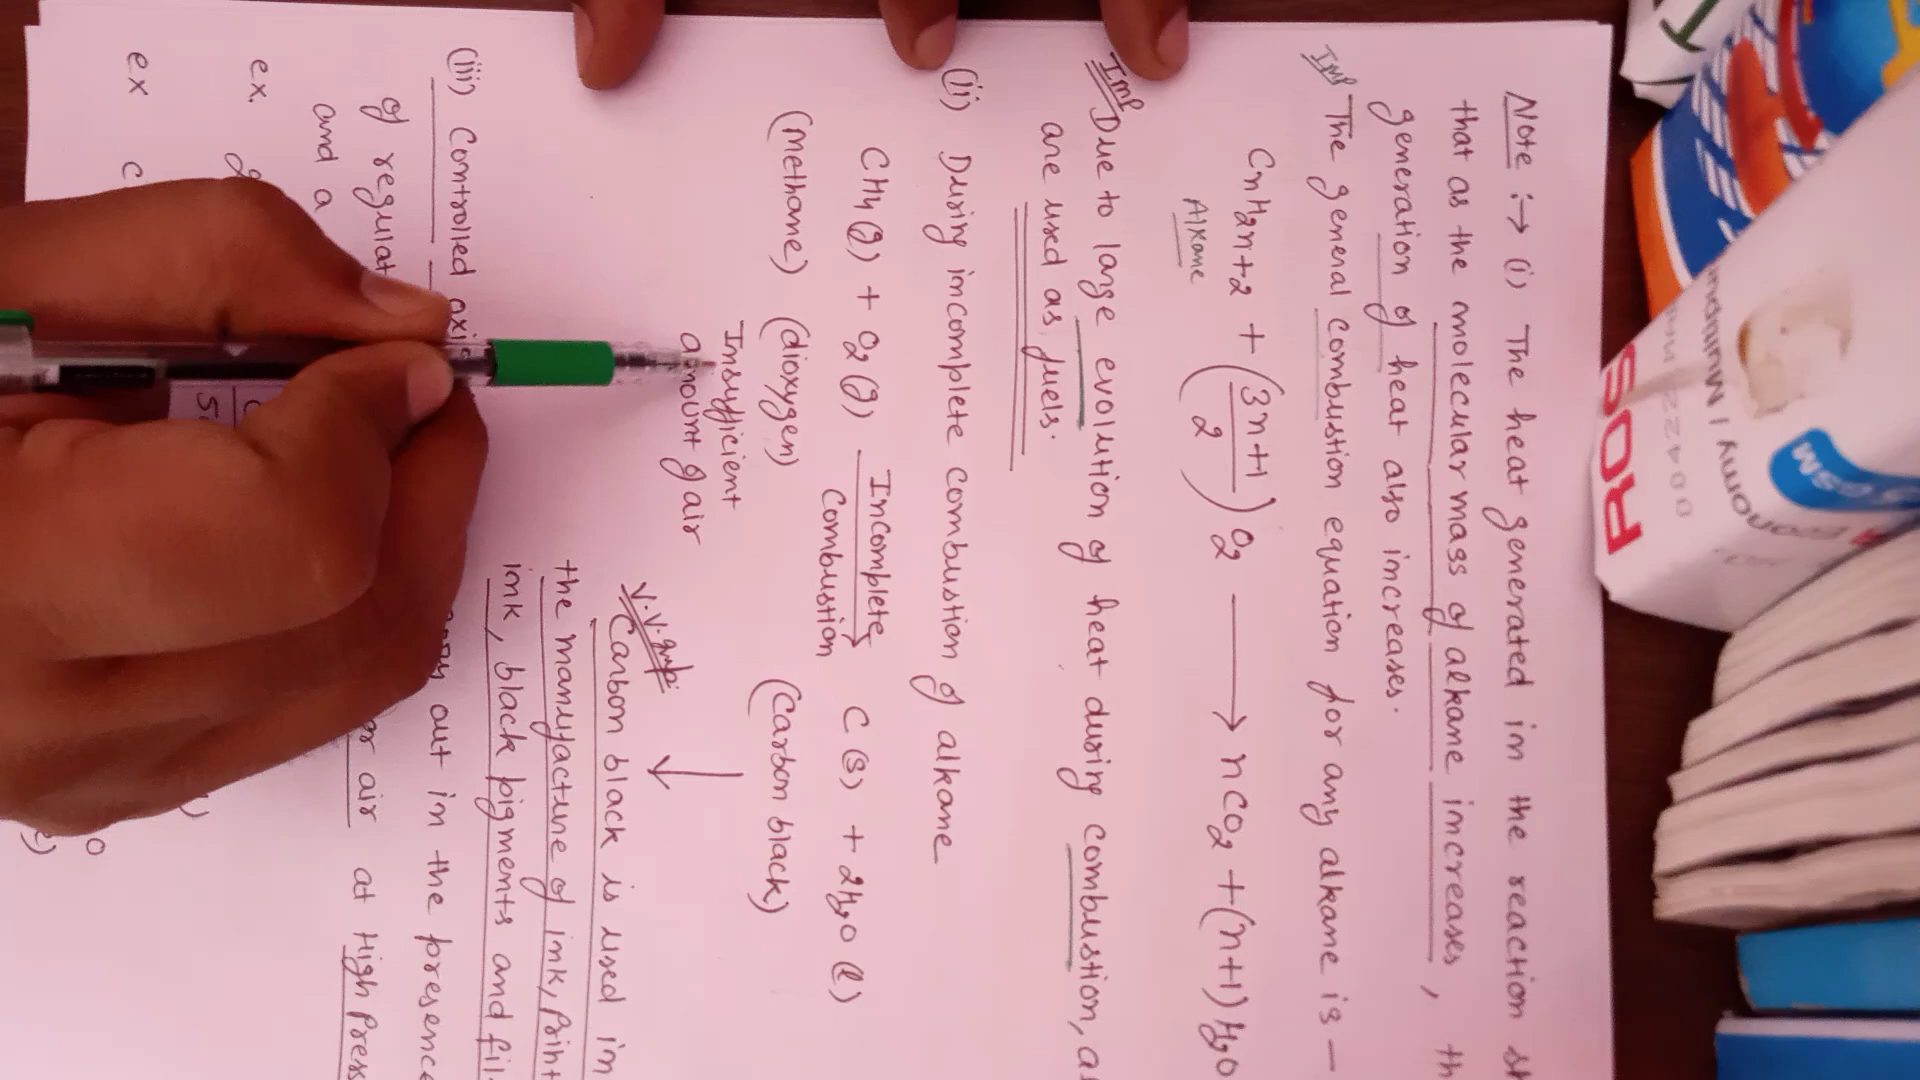 Note :→ (i) The heat generated in the reaction
that as the molecular mass of alkane increases,
generation of heat also increases.
Imp The general combustion equation for any alkane is —
CnH2n+2 + (3n+1/2) O2 ⟶ nCO2 + (n+1) H2O
Alkane
Imp Due to large evolution of heat during combustion,
are used as fuels.
(ii) During incomplete combustion of alkane
CH4(g) + O2(g) Incomplete Combustion ⟶ C(s) + 2H2O(l)
(methane) (dioxygen) (Carbon black)
Insufficient
amount of air
V.V.Imp.
Carbon black is used in
the manufacture of ink,
ink, black pigments and
(iii) Controlled
out in the presence
of
and a
air at High
ex.
ex
ROS